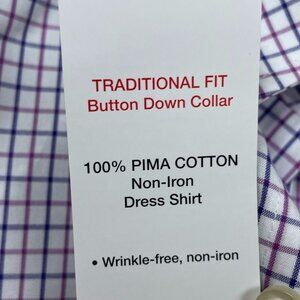 TRADITIONAL FIT
Button Down Collar
100% PIMA COTTON
Non-Iron
Dress Shirt
• Wrinkle-free, non-iron